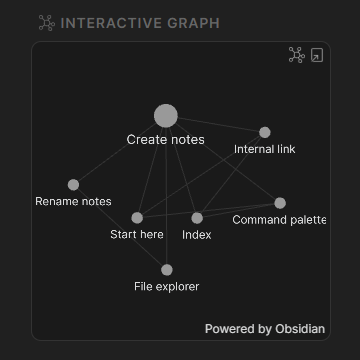 INTERACTIVE GRAPH
Create notes
Internal link
Rename notes
Command palette
Start here
Index
File explorer
Powered by Obsidian